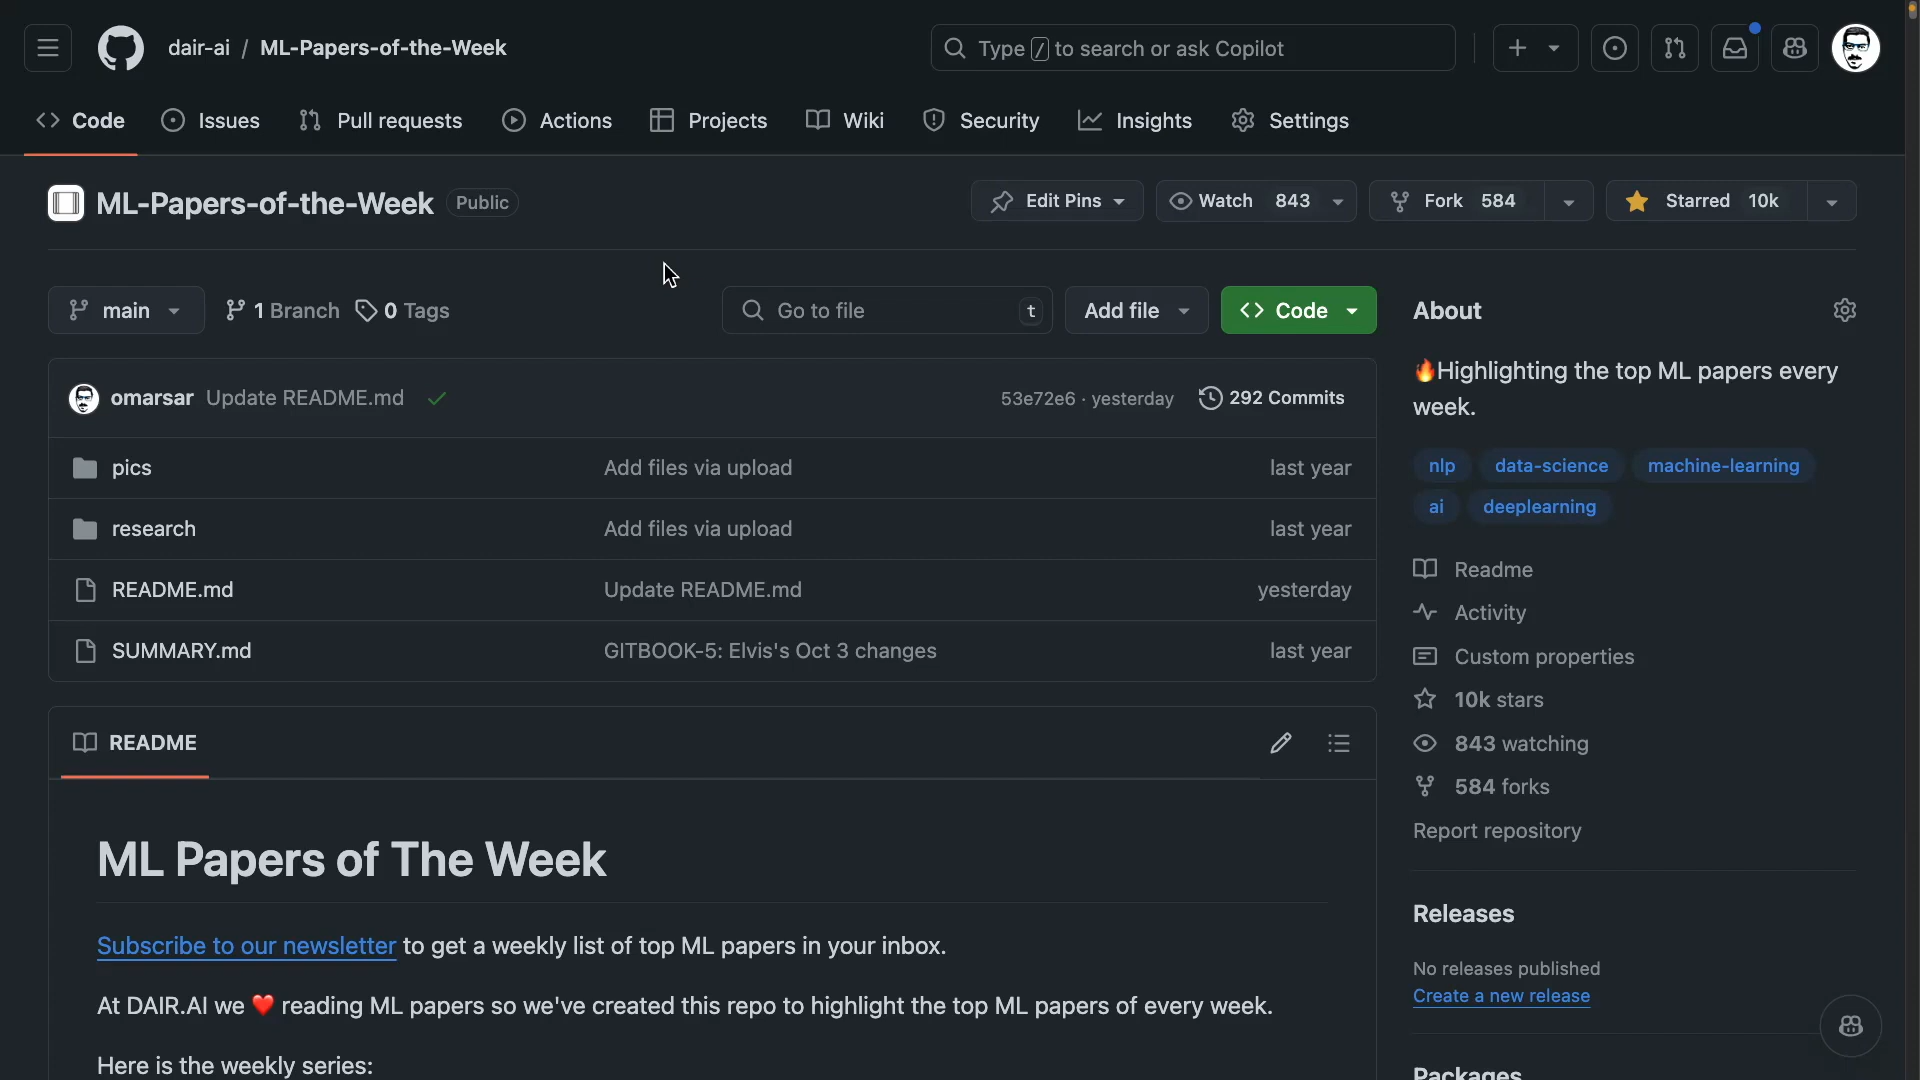 dair-ai / ML-Papers-of-the-Week
Type / to search or ask Copilot
Code
Issues
Pull requests
Actions
Projects
Wiki
Security
Insights
Settings
ML-Papers-of-the-Week Public
Edit Pins
Watch 843
Fork 584
Starred 10k
main
1 Branch
0 Tags
Go to file t
Add file
Code
omarsar Update README.md
53e72e6 · yesterday
292 Commits
pics Add files via upload last year
research Add files via upload last year
README.md Update README.md yesterday
SUMMARY.md GITBOOK-5: Elvis's Oct 3 changes last year
README
ML Papers of The Week
Subscribe to our newsletter to get a weekly list of top ML papers in your inbox.
At DAIR.AI we ❤️ reading ML papers so we've created this repo to highlight the top ML papers of every week.
Here is the weekly series:
About
🔥Highlighting the top ML papers every
week.
nlp data-science machine-learning
ai deeplearning
Readme
Activity
Custom properties
10k stars
843 watching
584 forks
Report repository
Releases
No releases published
Create a new release
Packages